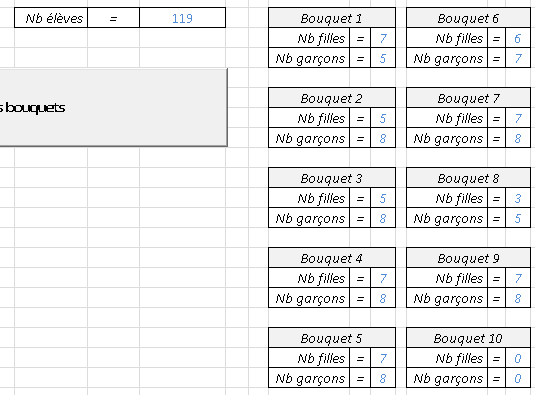 Nb élèves = 119
s bouquets
Bouquet 1
Nb filles = 7
Nb garçons = 5
Bouquet 2
Nb filles = 5
Nb garçons = 8
Bouquet 3
Nb filles = 5
Nb garçons = 8
Bouquet 4
Nb filles = 7
Nb garçons = 8
Bouquet 5
Nb filles = 7
Nb garçons = 8
Bouquet 6
Nb filles = 6
Nb garçons = 7
Bouquet 7
Nb filles = 7
Nb garçons = 8
Bouquet 8
Nb filles = 3
Nb garçons = 5
Bouquet 9
Nb filles = 7
Nb garçons = 8
Bouquet 10
Nb filles = 0
Nb garçons = 0